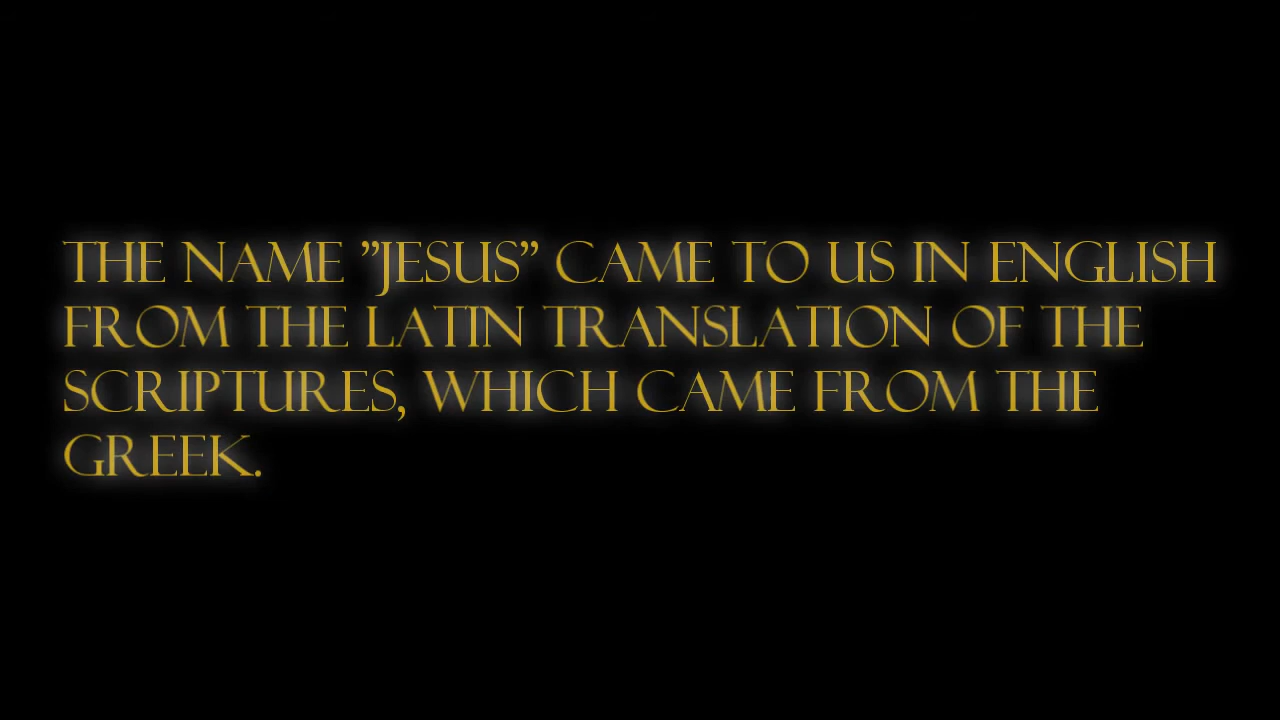 THE NAME ”JESUS” CAME TO US IN ENGLISH
FROM THE LATIN TRANSLATION OF THE
SCRIPTURES, WHICH CAME FROM THE
GREEK.